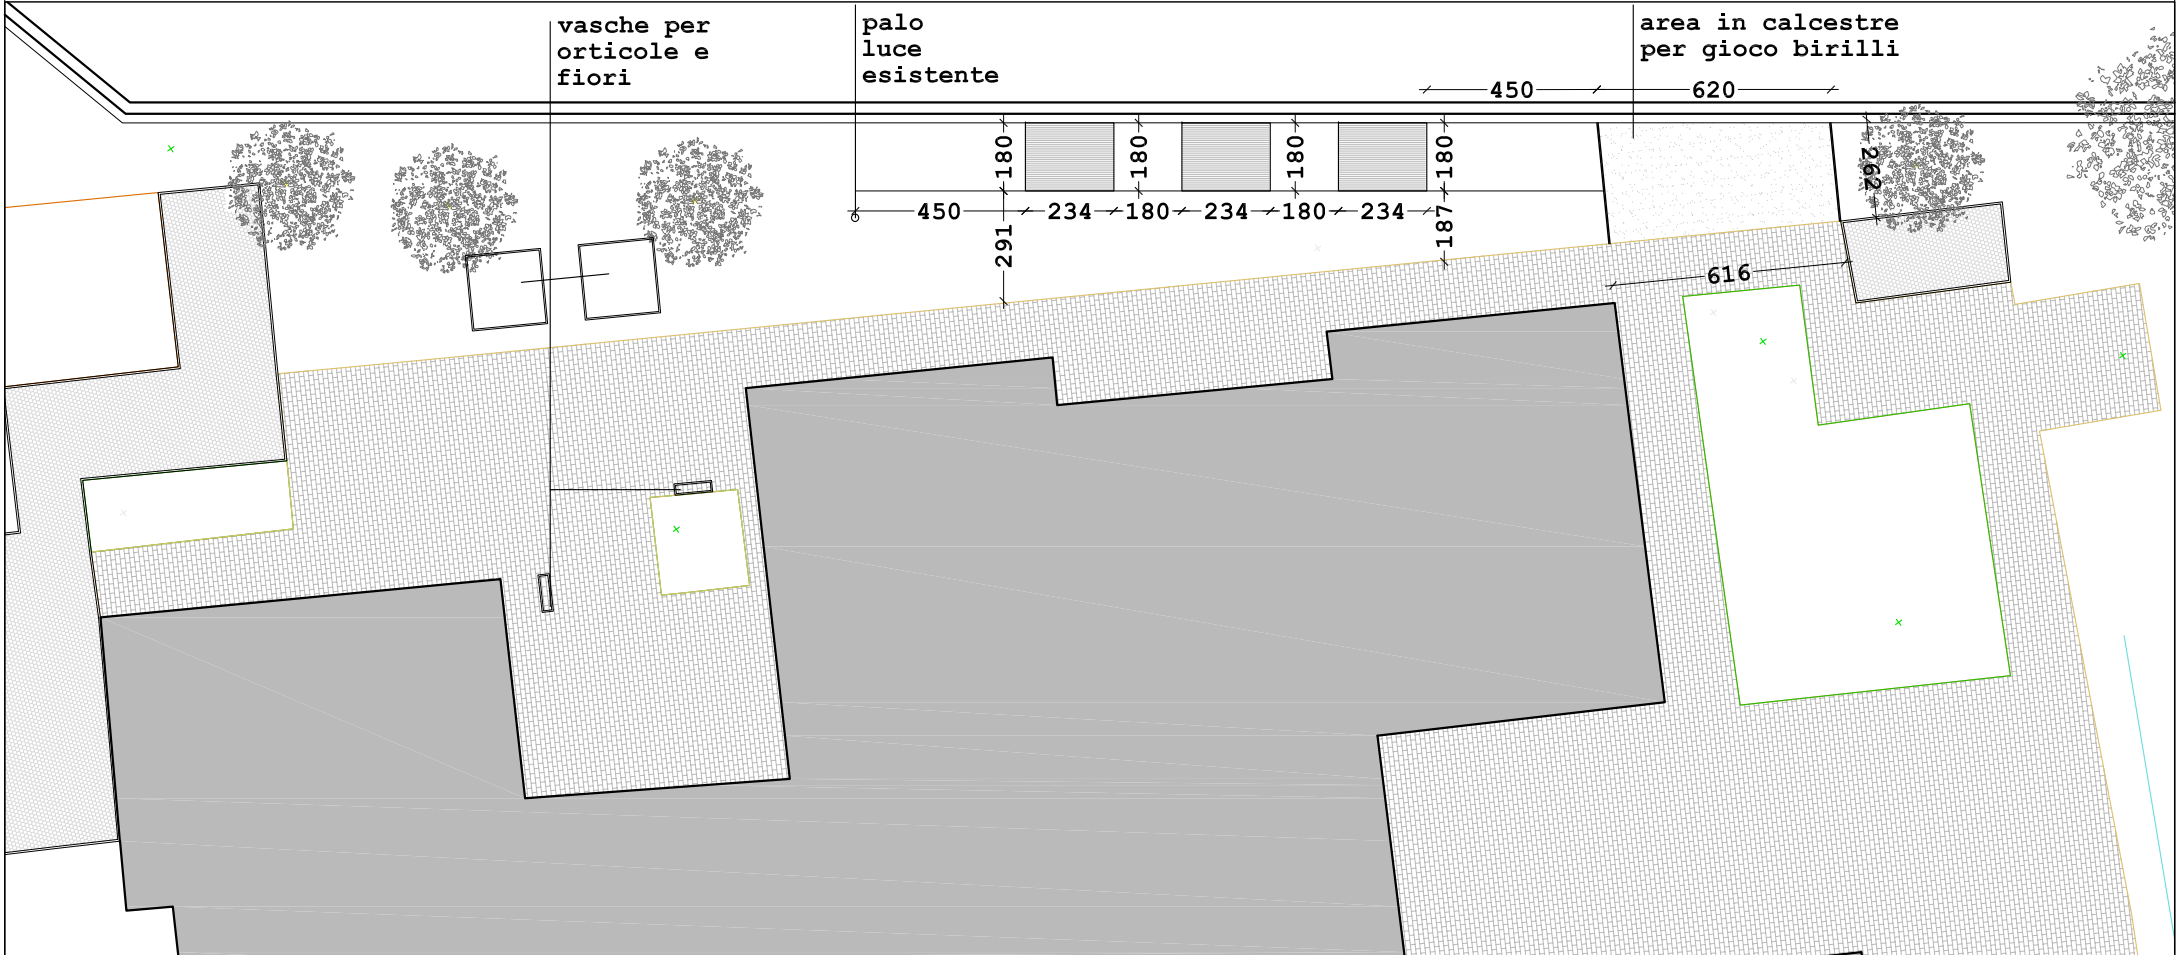 vasche per
orticole e
fiori
palo
luce
esistente
area in calcestre
per gioco birilli
450
620
180
180
180
180
262
450
234
180
234
180
234
291
187
616